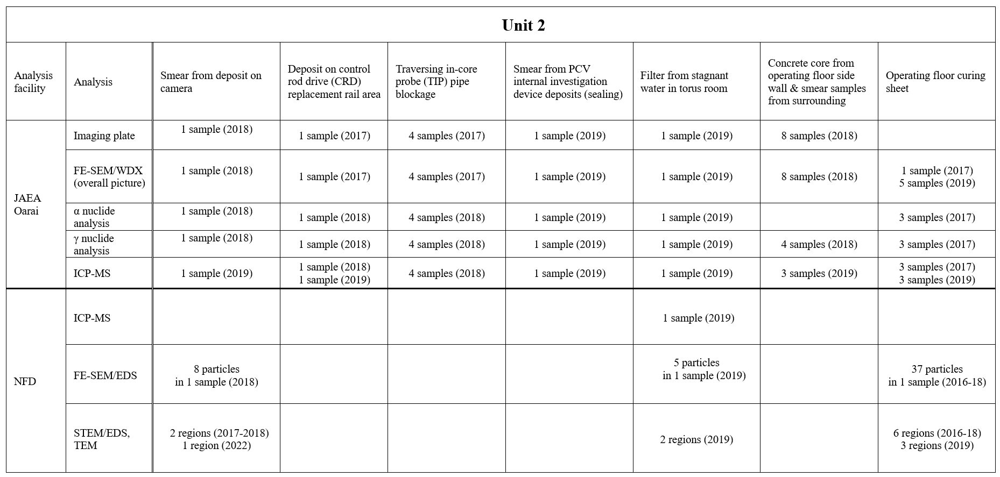 Unit 2
Analysis
facility
Analysis
Smear from deposit on
camera
Deposit on control
rod drive (CRD)
replacement rail area
Traversing in-core
probe (TIP) pipe
blockage
Smear from PCV
internal investigation
device deposits (sealing)
Filter from stagnant
water in torus room
Concrete core from
operating floor side
wall & smear samples
from surrounding
Operating floor curing
sheet
JAEA
Oarai
Imaging plate
1 sample (2018)
1 sample (2017)
4 samples (2017)
1 sample (2019)
1 sample (2019)
8 samples (2018)
FE-SEM/WDX
(overall picture)
1 sample (2018)
1 sample (2017)
4 samples (2017)
1 sample (2019)
1 sample (2019)
8 samples (2018)
1 sample (2017)
5 samples (2019)
α nuclide
analysis
1 sample (2018)
1 sample (2018)
4 samples (2018)
1 sample (2019)
1 sample (2019)
3 samples (2017)
γ nuclide
analysis
1 sample (2018)
1 sample (2018)
4 samples (2018)
1 sample (2019)
1 sample (2019)
4 samples (2018)
3 samples (2017)
ICP-MS
1 sample (2019)
1 sample (2018)
1 sample (2019)
4 samples (2018)
1 sample (2019)
1 sample (2019)
3 samples (2019)
3 samples (2017)
3 samples (2019)
NFD
ICP-MS
1 sample (2019)
FE-SEM/EDS
8 particles
in 1 sample (2018)
5 particles
in 1 sample (2019)
37 particles
in 1 sample (2016-18)
STEM/EDS,
TEM
2 regions (2017-2018)
1 region (2022)
2 regions (2019)
6 regions (2016-18)
3 regions (2019)